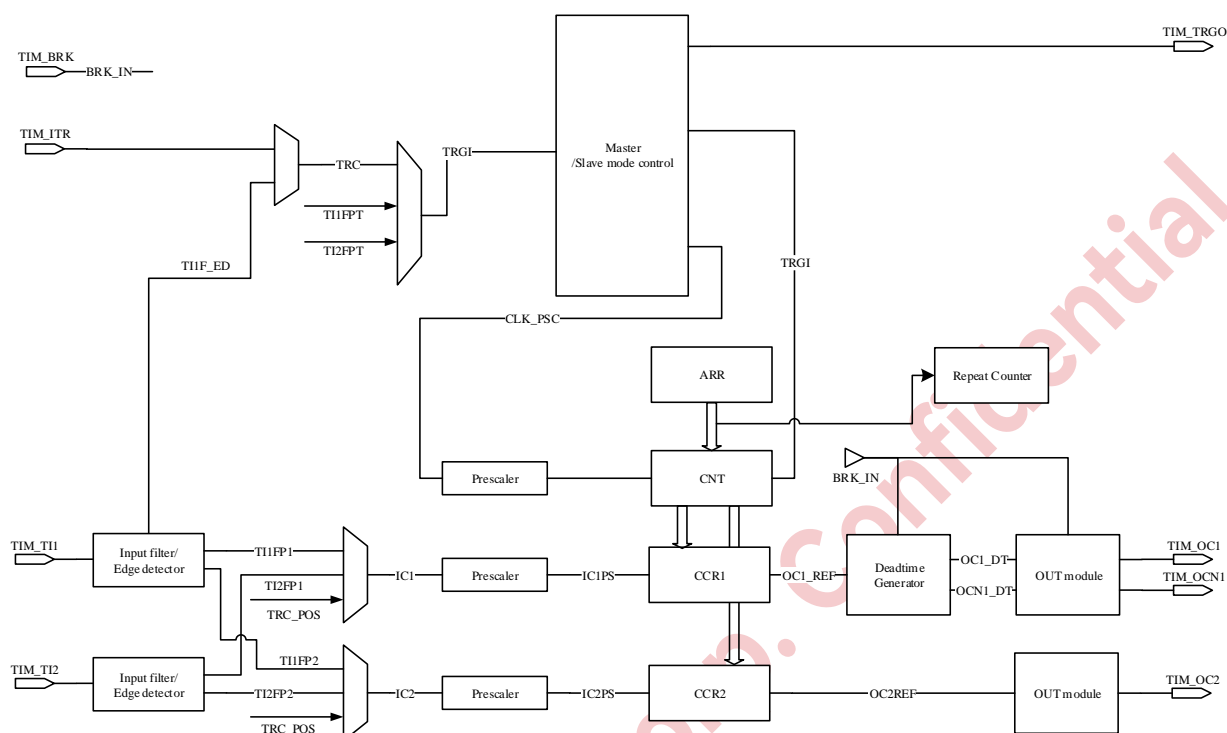 TIM_BRK
BRK_IN
TIM_TRGO
TIM_ITR
TRC
TRGI
Master
/Slave mode control
TI1FPT
TI2FPT
TI1F_ED
TRGI
CLK_PSC
ARR
Repeat Counter
Prescaler
CNT
BRK_IN
TIM_TI1
Input filter/
Edge detector
TI1FP1
TI2FP1
TRC_POS
IC1
Prescaler
IC1PS
CCR1
OC1_REF
Deadtime
Generator
OC1_DT
OCN1_DT
OUT module
TIM_OC1
TIM_OCN1
TIM_TI2
Input filter/
Edge detector
TI1FP2
TI2FP2
TRC_POS
IC2
Prescaler
IC2PS
CCR2
OC2REF
OUT module
TIM_OC2
p. Confidential